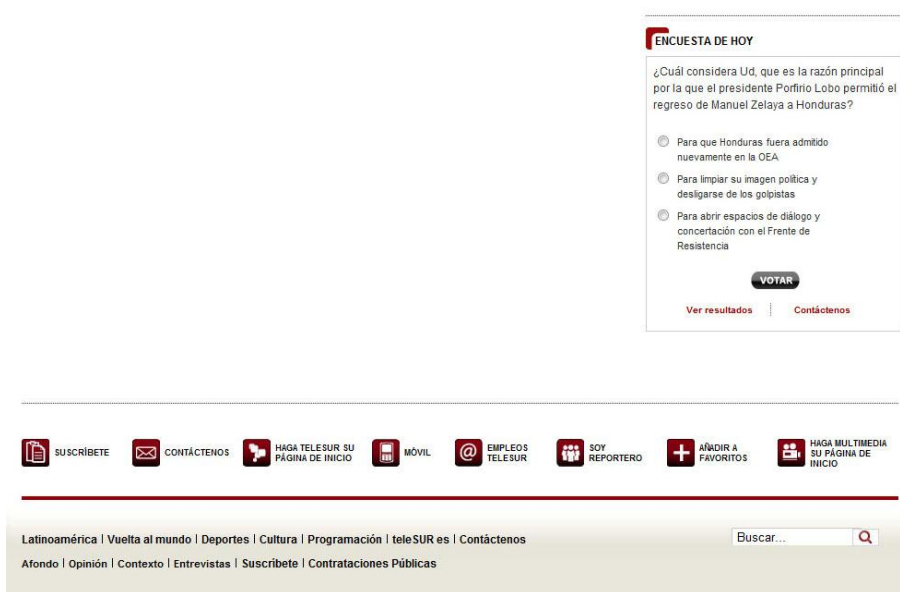 ENCUESTA DE HOY
¿Cuál considera Ud, que es la razón principal
por la que el presidente Porfirio Lobo permitió el
regreso de Manuel Zelaya a Honduras?
Para que Honduras fuera admitido
nuevamente en la OEA
Para limpiar su imagen política y
desligarse de los golpistas
Para abrir espacios de diálogo y
concertación con el Frente de
Resistencia
VOTAR
Ver resultados Contáctenos
SUSCRÍBETE
CONTÁCTENOS
HAGA TELESUR SU
PÁGINA DE INICIO
MÓVIL
EMPLEOS
TELESUR
SOY
REPORTERO
AÑADIR A
FAVORITOS
HAGA MULTIMEDIA
SU PÁGINA DE
INICIO
Latinoamérica | Vuelta al mundo | Deportes | Cultura | Programación | teleSUR es | Contáctenos
Buscar...
Afondo | Opinión | Contexto | Entrevistas | Suscríbete | Contrataciones Públicas